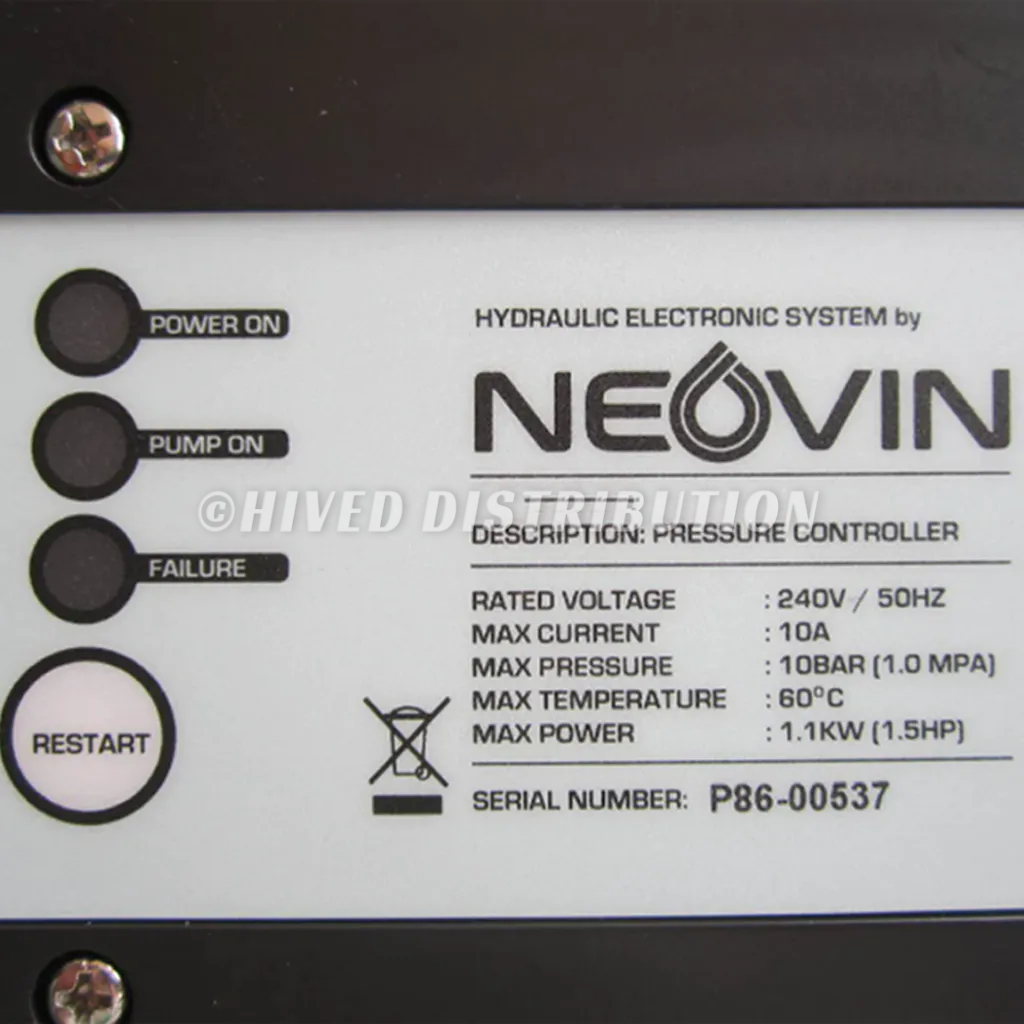 POWER ON
PUMP ON
FAILURE
RESTART
HYDRAULIC ELECTRONIC SYSTEM by
NEOVIN
©HIVED DISTRIBUTION
DESCRIPTION: PRESSURE CONTROLLER
RATED VOLTAGE : 240V / 50HZ
MAX CURRENT : 10A
MAX PRESSURE : 10BAR (1.0 MPA)
MAX TEMPERATURE : 60ºC
MAX POWER : 1.1KW (1.5HP)
SERIAL NUMBER: P86-00537